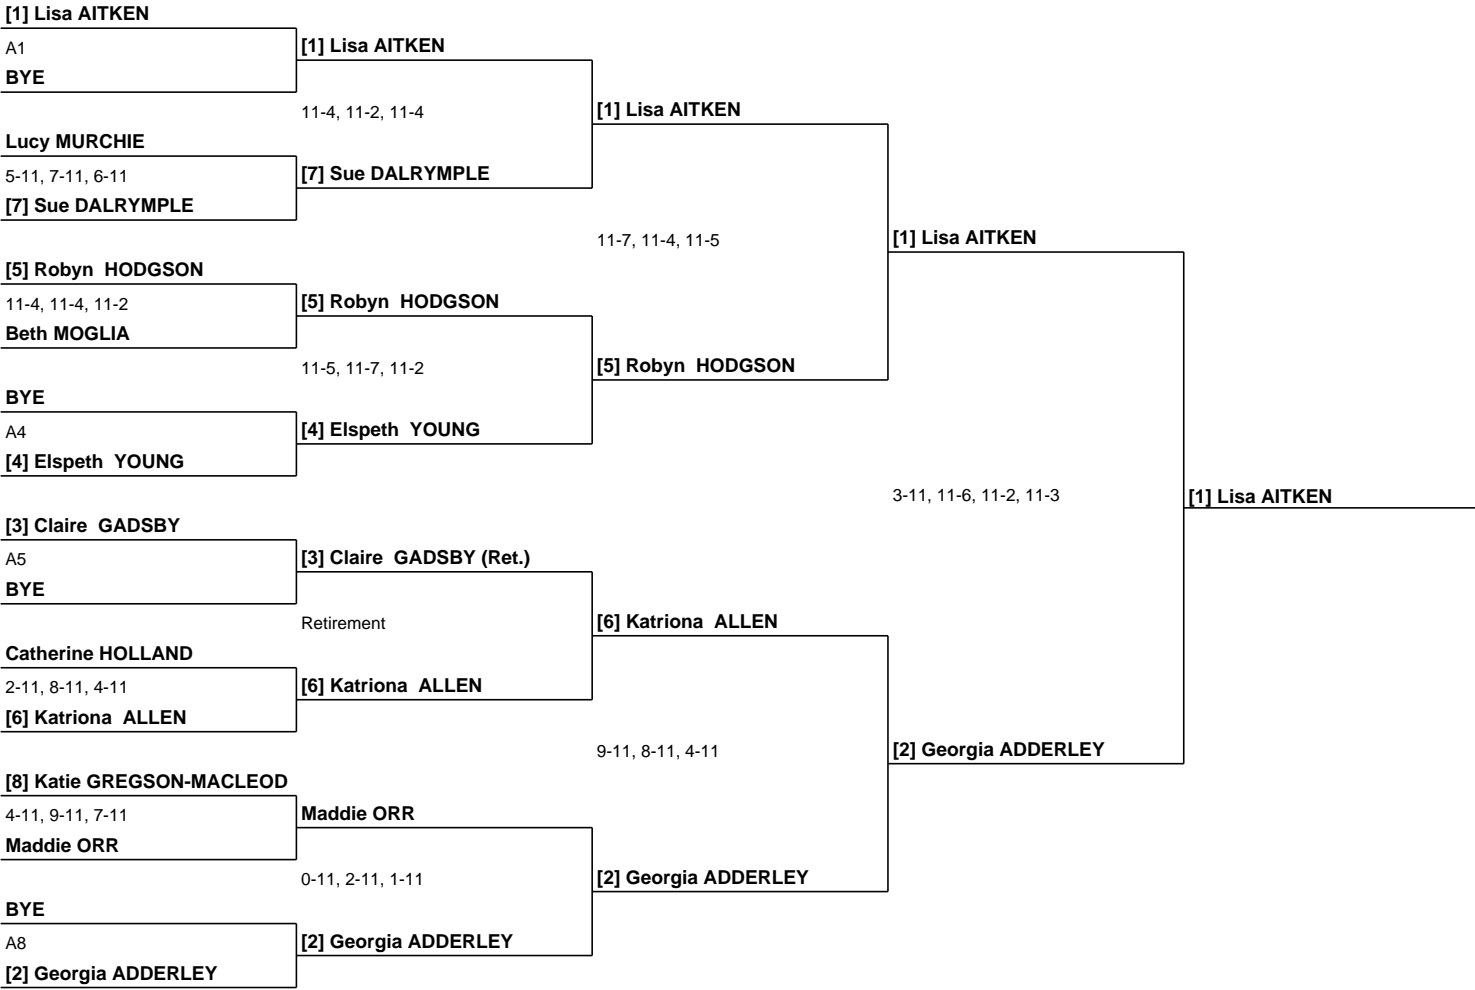 [1] Lisa AITKEN
A1
BYE
Lucy MURCHIE
5-11, 7-11, 6-11
[7] Sue DALRYMPLE
[5] Robyn  HODGSON
11-4, 11-4, 11-2
Beth MOGLIA
BYE
A4
[4] Elspeth  YOUNG
[3] Claire  GADSBY
A5
BYE
Catherine HOLLAND
2-11, 8-11, 4-11
[6] Katriona  ALLEN
[8] Katie GREGSON-MACLEOD
4-11, 9-11, 7-11
Maddie ORR
BYE
A8
[2] Georgia ADDERLEY
[1] Lisa AITKEN
11-4, 11-2, 11-4
[7] Sue DALRYMPLE
[5] Robyn  HODGSON
11-5, 11-7, 11-2
[4] Elspeth  YOUNG
[3] Claire  GADSBY (Ret.)
Retirement
[6] Katriona  ALLEN
Maddie ORR
0-11, 2-11, 1-11
[2] Georgia ADDERLEY
[1] Lisa AITKEN
11-7, 11-4, 11-5
[5] Robyn  HODGSON
[6] Katriona  ALLEN
9-11, 8-11, 4-11
[2] Georgia ADDERLEY
[1] Lisa AITKEN
3-11, 11-6, 11-2, 11-3
[2] Georgia ADDERLEY
[1] Lisa AITKEN